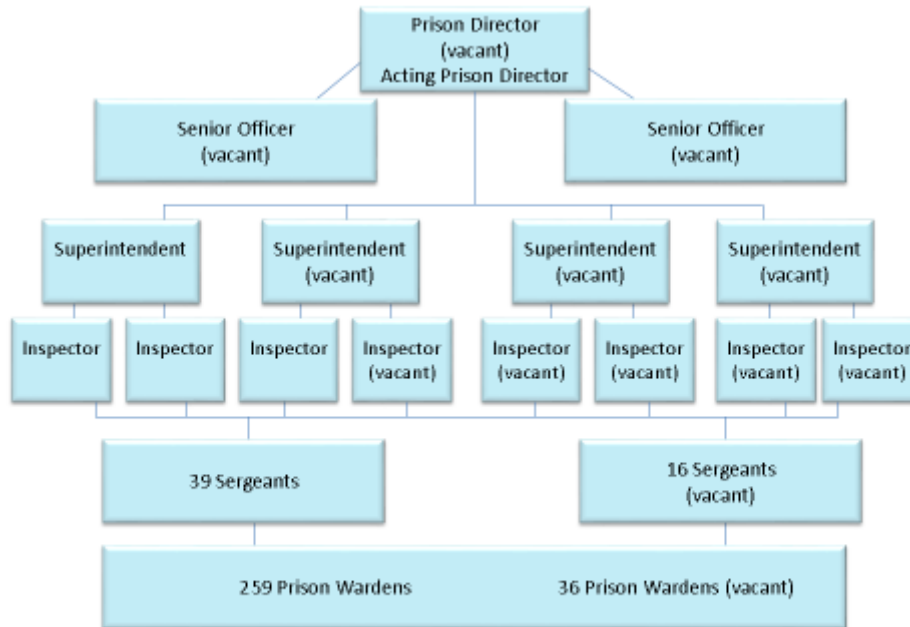 Prison Director
(vacant)
Acting Prison Director
Senior Officer
(vacant)
Senior Officer
(vacant)
Superintendent
Superintendent
(vacant)
Superintendent
(vacant)
Superintendent
(vacant)
Inspector
Inspector
Inspector
Inspector
(vacant)
Inspector
(vacant)
Inspector
(vacant)
Inspector
(vacant)
Inspector
(vacant)
39 Sergeants
16 Sergeants
(vacant)
259 Prison Wardens
36 Prison Wardens (vacant)